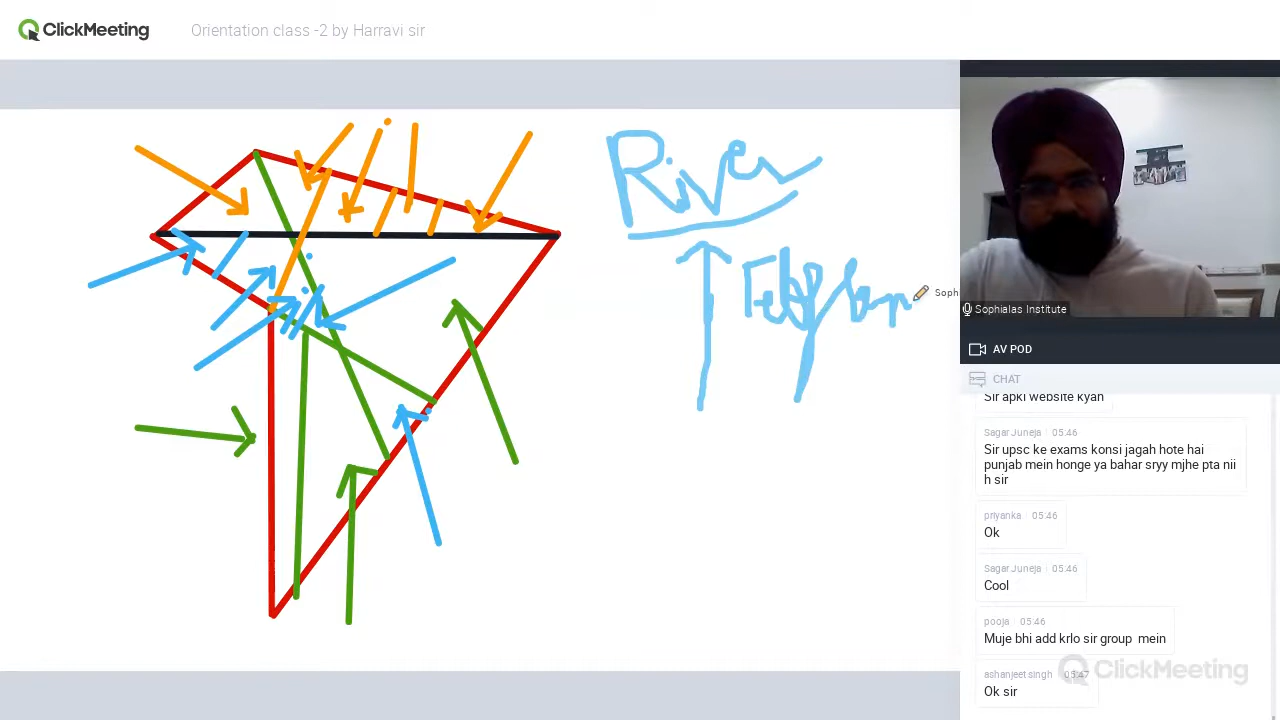 ClickMeeting
Orientation class -2 by Harravi sir
River
Soph
Sophialas Institute
AV POD
CHAT
Sir apki website kyah
Sagar Juneja 05:46
Sir upsc ke exams konsi jagah hote hai
punjab mein honge ya bahar sryy mjhe pta nii
h sir
priyanka 05:46
Ok
Sagar Juneja 05:46
Cool
pooja 05:46
Muje bhi add krlo sir group mein
ClickMeeting
ashanjeet singh 05:47
Ok sir